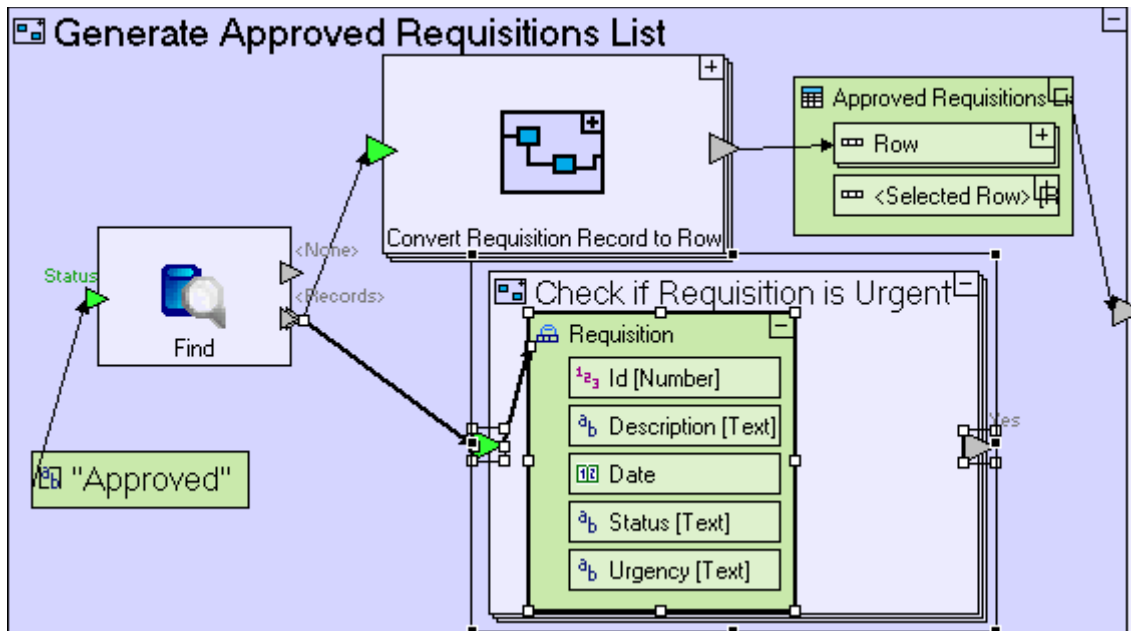 Generate Approved Requisitions List
Approved Requisitions
Row
<Selected Row>
Convert Requisition Record to Row
<None>
Status
<Records>
Find
Check if Requisition is Urgent
Requisition
Id [Number]
Description [Text]
Yes
Date
"Approved"
Status [Text]
Urgency [Text]